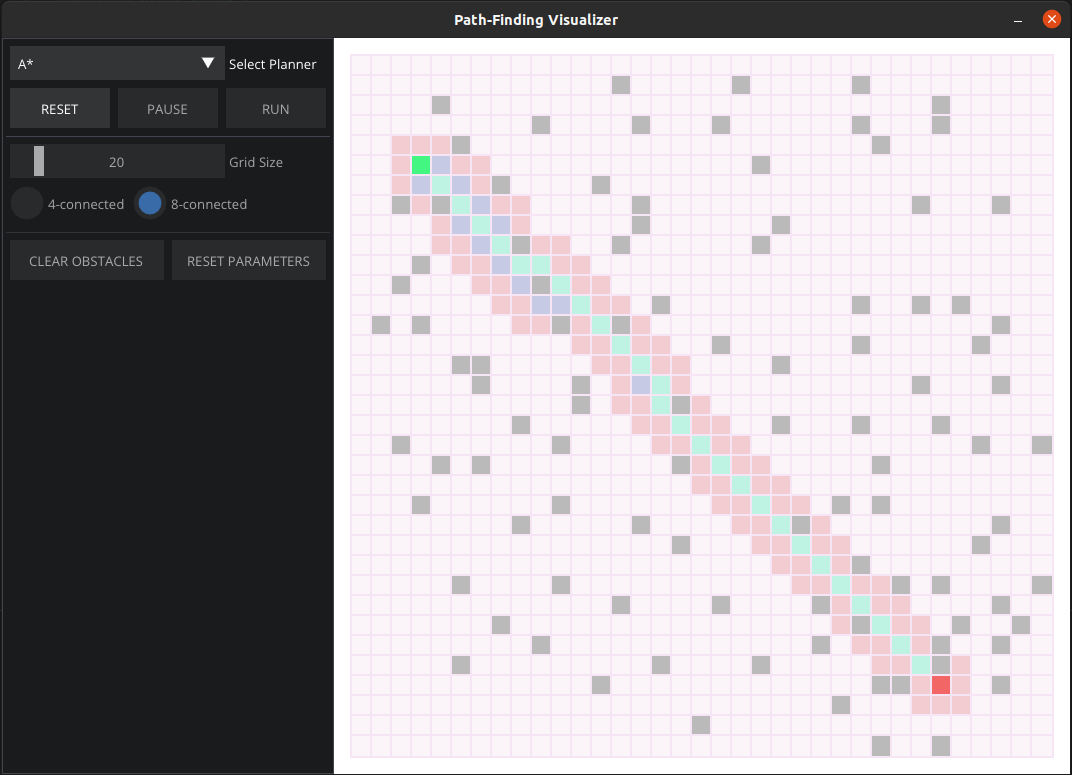 Path-Finding Visualizer
A* Select Planner
RESET PAUSE RUN
20 Grid Size
4-connected 8-connected
CLEAR OBSTACLES RESET PARAMETERS